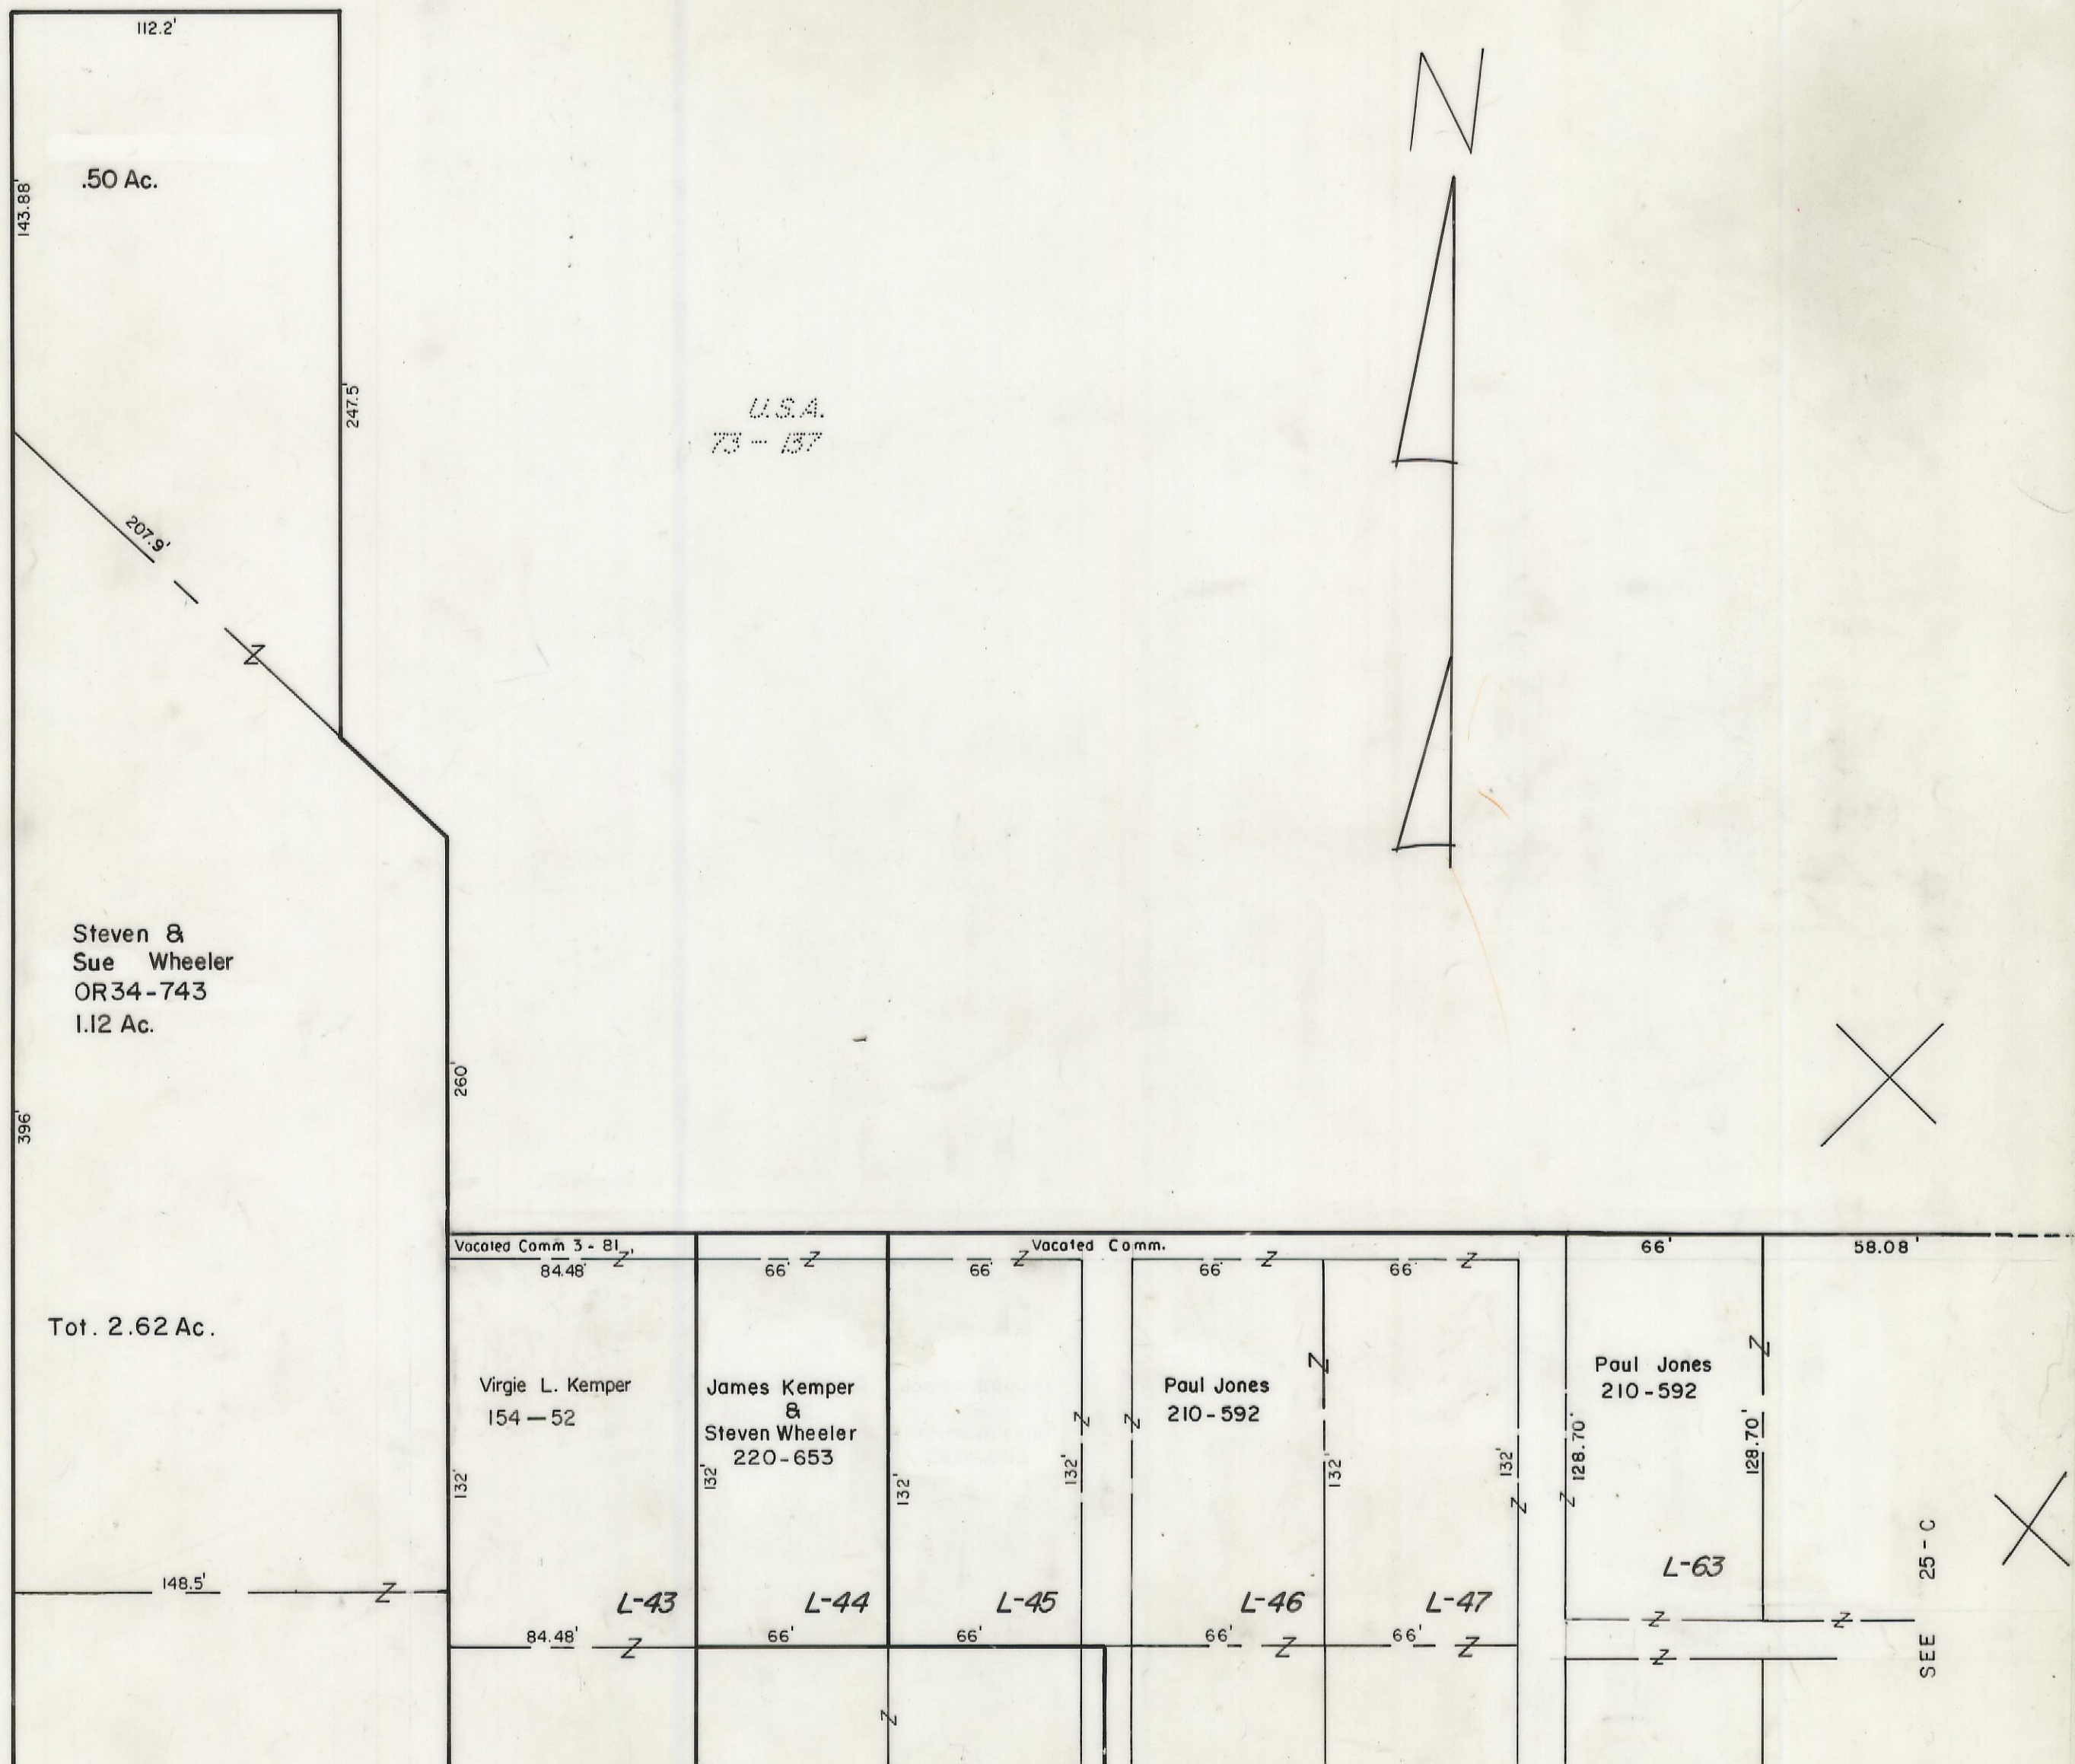 112.2'
N
.50 Ac.
143.88'
247.5'
U.S.A.
73 - 137
207.9'
Z
Steven &
Sue Wheeler
OR34-743
1.12 Ac.
260'
396'
Tot. 2.62 Ac.
148.5'
Z
Vacated Comm 3 - 81
Z
84.48'
66'
Z
66'
Z
Vacated Comm.
66'
Z
66'
Z
66'
58.08'
Virgie L. Kemper
154 - 52
132'
L-43
84.48'
Z
James Kemper
&
Steven Wheeler
220-653
132'
L-44
66'
132'
132'
Z
L-45
66'
Z
Z
Paul Jones
210-592
Z
132'
L-46
66'
Z
132'
Z
L-47
66'
Z
Paul Jones
210-592
Z
128.70'
Z
128.70'
L-63
Z
Z
Z
SEE 25-C